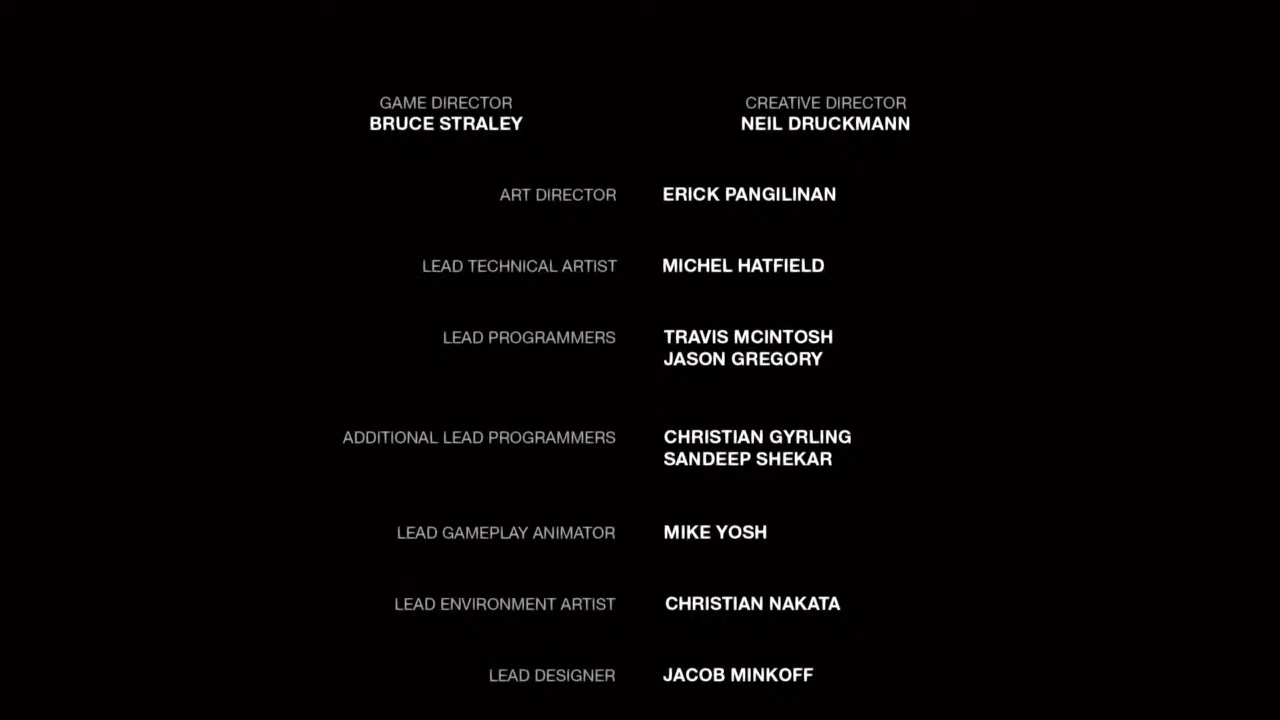 GAME DIRECTOR
BRUCE STRALEY
CREATIVE DIRECTOR
NEIL DRUCKMANN
ART DIRECTOR ERICK PANGILINAN
LEAD TECHNICAL ARTIST MICHEL HATFIELD
LEAD PROGRAMMERS TRAVIS MCINTOSH
JASON GREGORY
ADDITIONAL LEAD PROGRAMMERS CHRISTIAN GYRLING
SANDEEP SHEKAR
LEAD GAMEPLAY ANIMATOR MIKE YOSH
LEAD ENVIRONMENT ARTIST CHRISTIAN NAKATA
LEAD DESIGNER JACOB MINKOFF